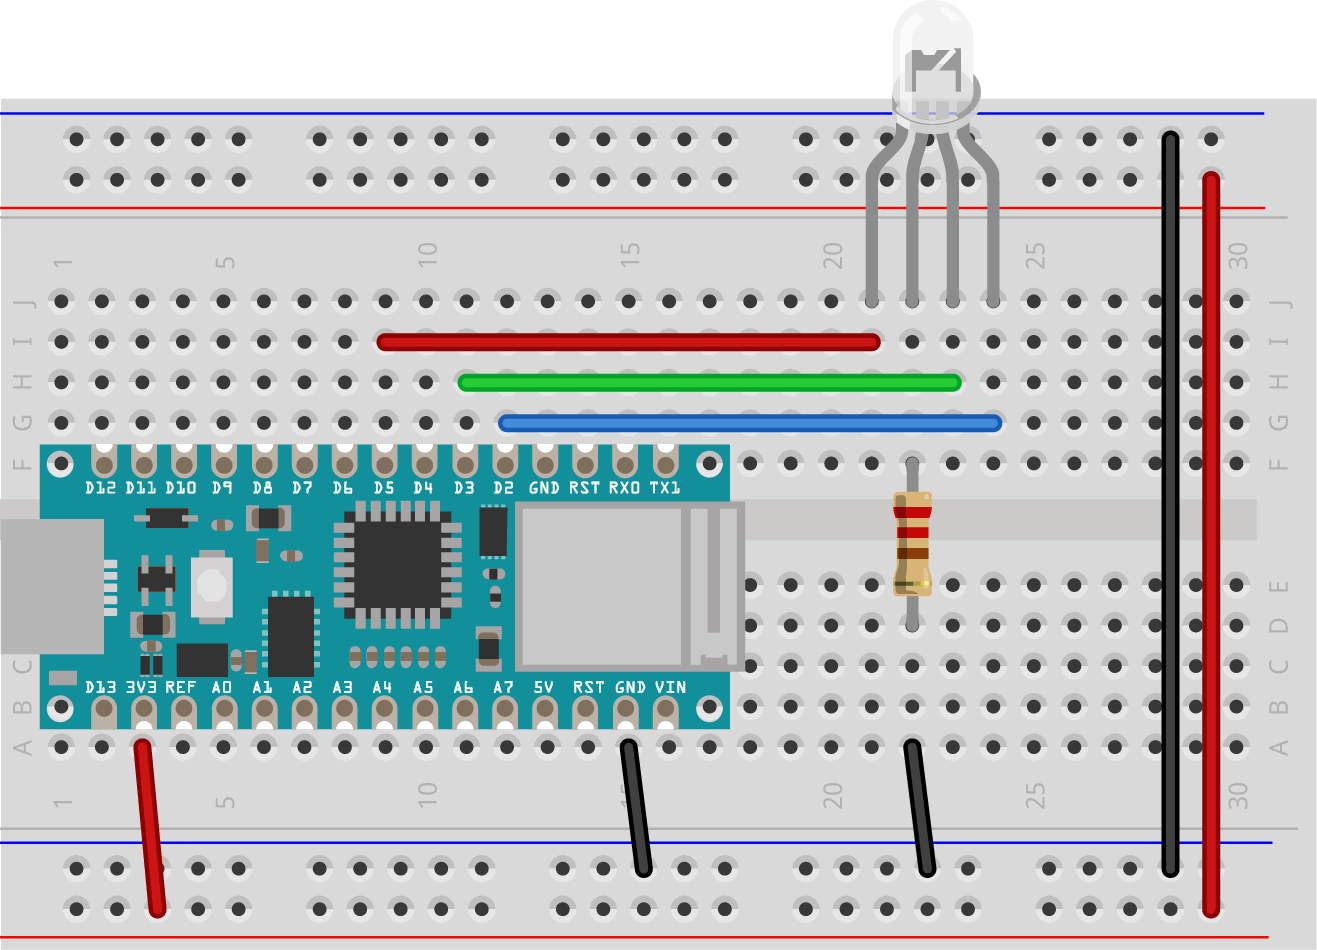 1 5 10 15 20 25 30
J J
I I
H H
G G
F F
D12 D11 D10 D9 D8 D7 D6 D5 D4 D3 D2 GND RST RX0 TX1
E
D
C C
D13 3V3 REF A0 A1 A2 A3 A4 A5 A6 A7 5V RST GND VIN
B B
A A
1 5 10 15 20 25 30